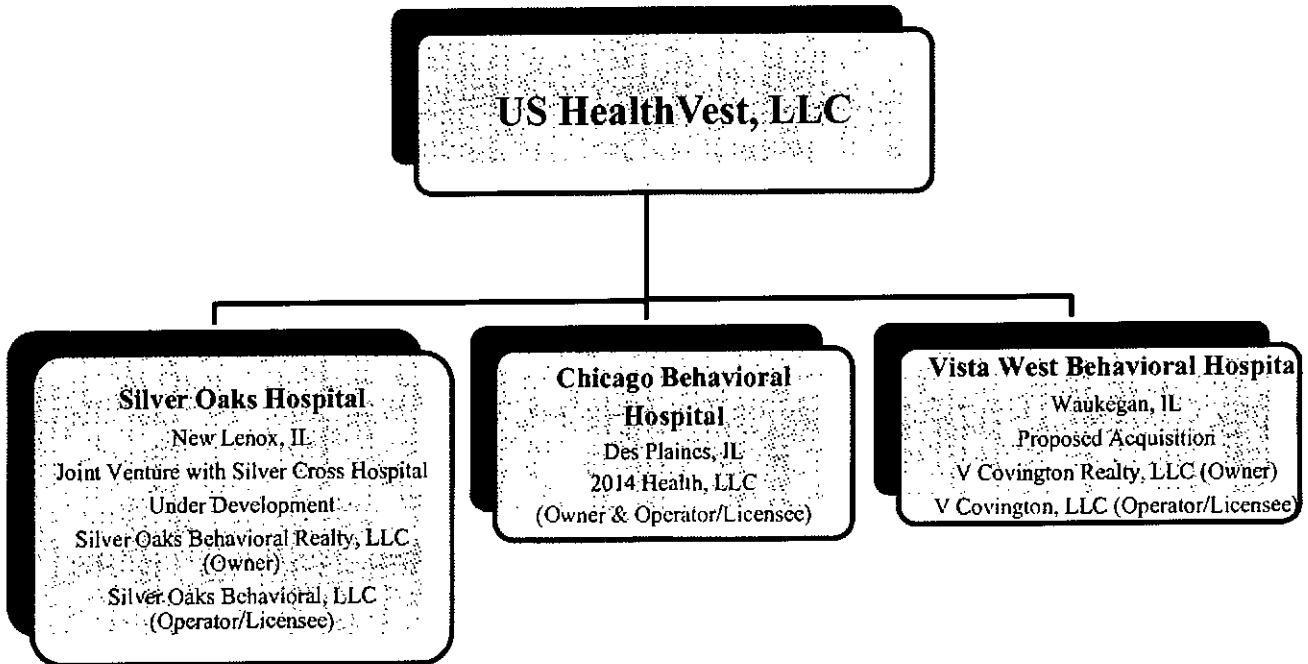 US HealthVest, LLC
Silver Oaks Hospital
New Lenox, IL
Joint Venture with Silver Cross Hospital
Under Development
Silver Oaks Behavioral Realty, LLC
(Owner)
Silver Oaks Behavioral, LLC
(Operator/Licensee)
Chicago Behavioral
Hospital
Des Plaines, IL
2014 Health, LLC
(Owner & Operator/Licensee)
Vista West Behavioral Hospita
Waukegan, IL
Proposed Acquisition
V Covington Realty, LLC (Owner)
V Covington, LLC (Operator/Licensee)